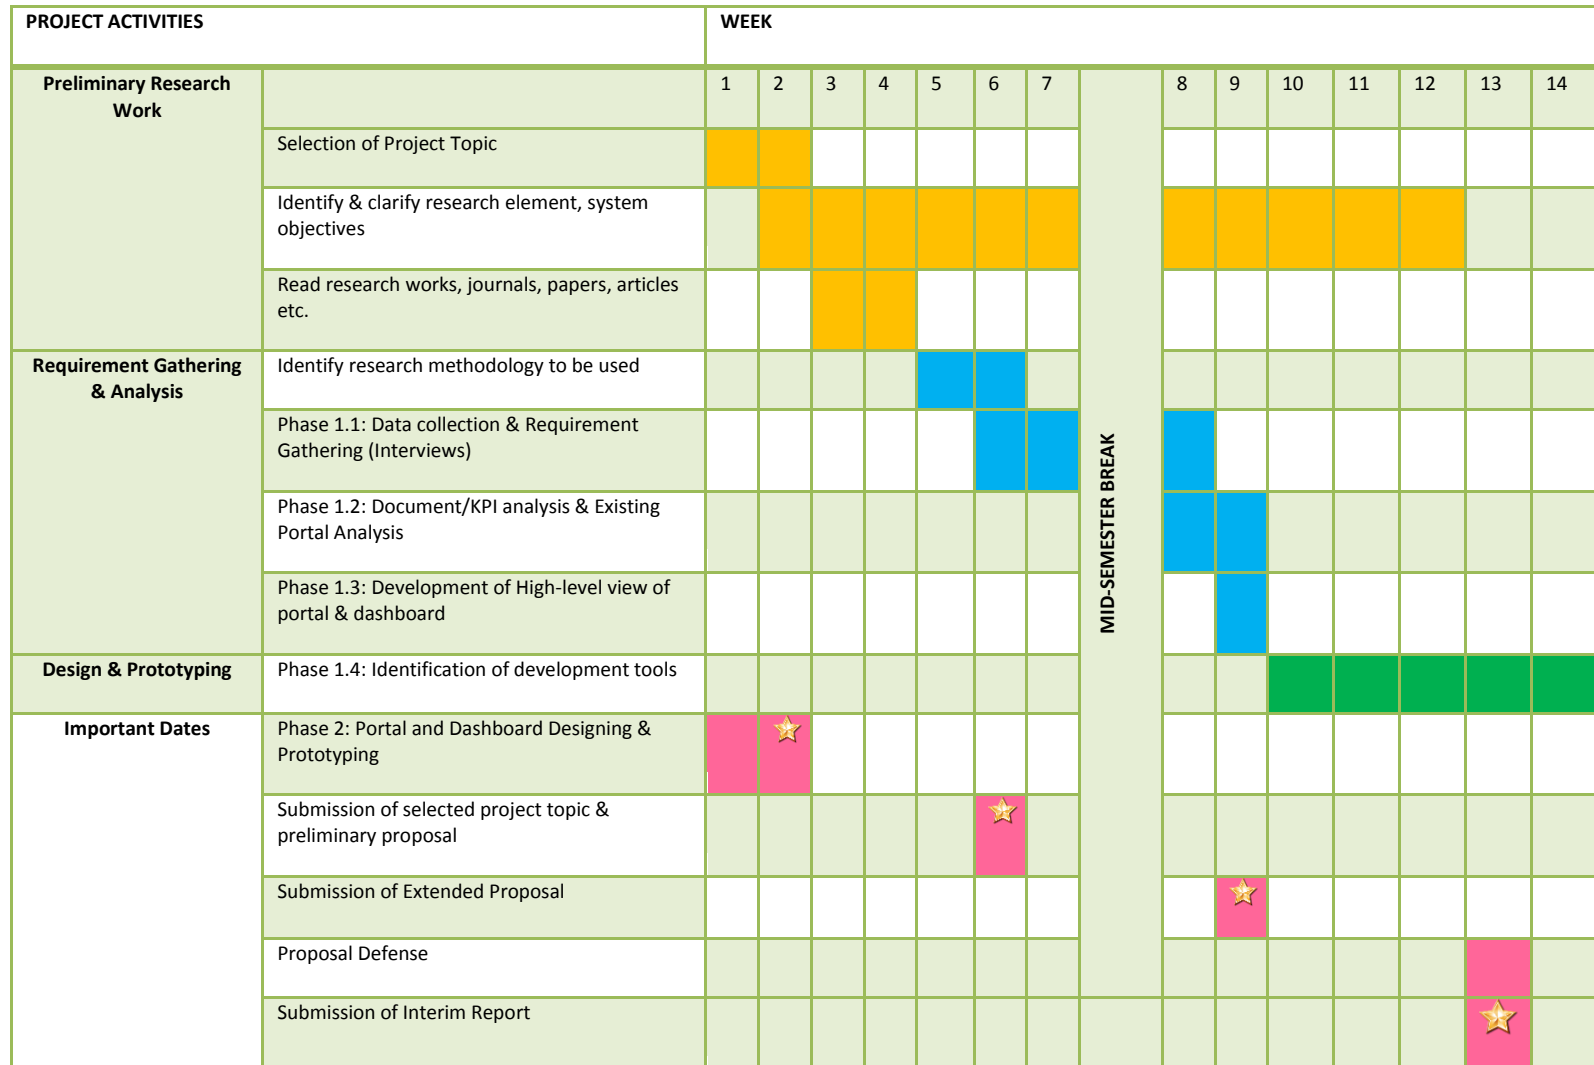 PROJECT ACTIVITIES
WEEK
Preliminary Research
Work
1 2 3 4 5 6 7 8 9 10 11 12 13 14
Selection of Project Topic
Identify & clarify research element, system
objectives
Read research works, journals, papers, articles
etc.
Requirement Gathering
& Analysis
Identify research methodology to be used
Phase 1.1: Data collection & Requirement
Gathering (Interviews)
Phase 1.2: Document/KPI analysis & Existing
Portal Analysis
Phase 1.3: Development of High-level view of
portal & dashboard
MID-SEMESTER BREAK
Design & Prototyping
Phase 1.4: Identification of development tools
Important Dates
Phase 2: Portal and Dashboard Designing &
Prototyping
Submission of selected project topic &
preliminary proposal
Submission of Extended Proposal
Proposal Defense
Submission of Interim Report